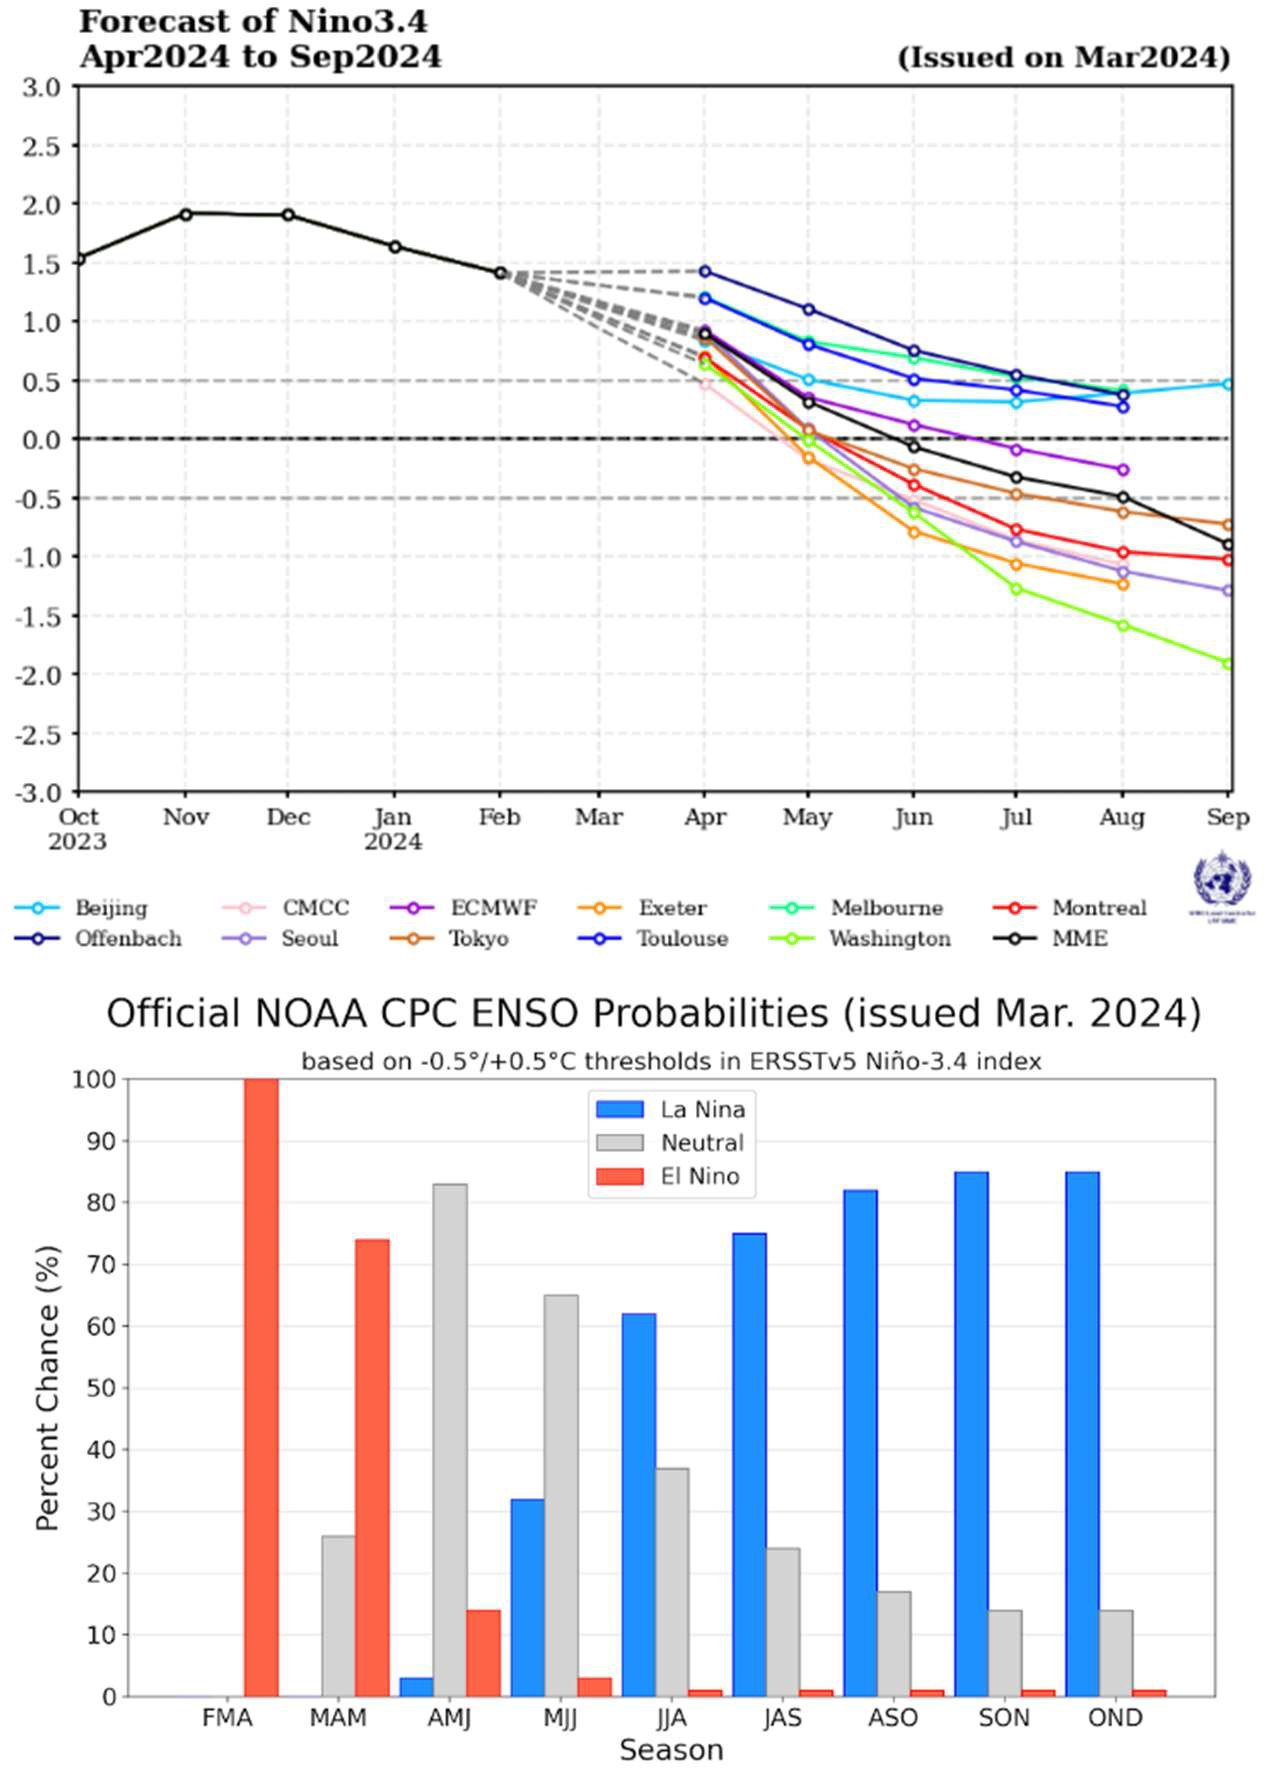 Forecast of Nino3.4
Apr2024 to Sep2024
(Issued on Mar2024)
3.0
2.5
2.0
1.5
1.0
0.5
0.0
-0.5
-1.0
-1.5
-2.0
-2.5
-3.0
Oct Nov Dec Jan Feb Mar Apr May Jun Jul Aug Sep
2023 2024
Beijing CMCC ECMWF Exeter Melbourne Montreal
Offenbach Seoul Tokyo Toulouse Washington MME
Official NOAA CPC ENSO Probabilities (issued Mar. 2024)
based on -0.5°/+0.5°C thresholds in ERSSTv5 Niño-3.4 index
La Nina
Neutral
El Nino
Percent Chance (%)
100
90
80
70
60
50
40
30
20
10
0
FMA MAM AMJ MJJ JJA JAS ASO SON OND
Season